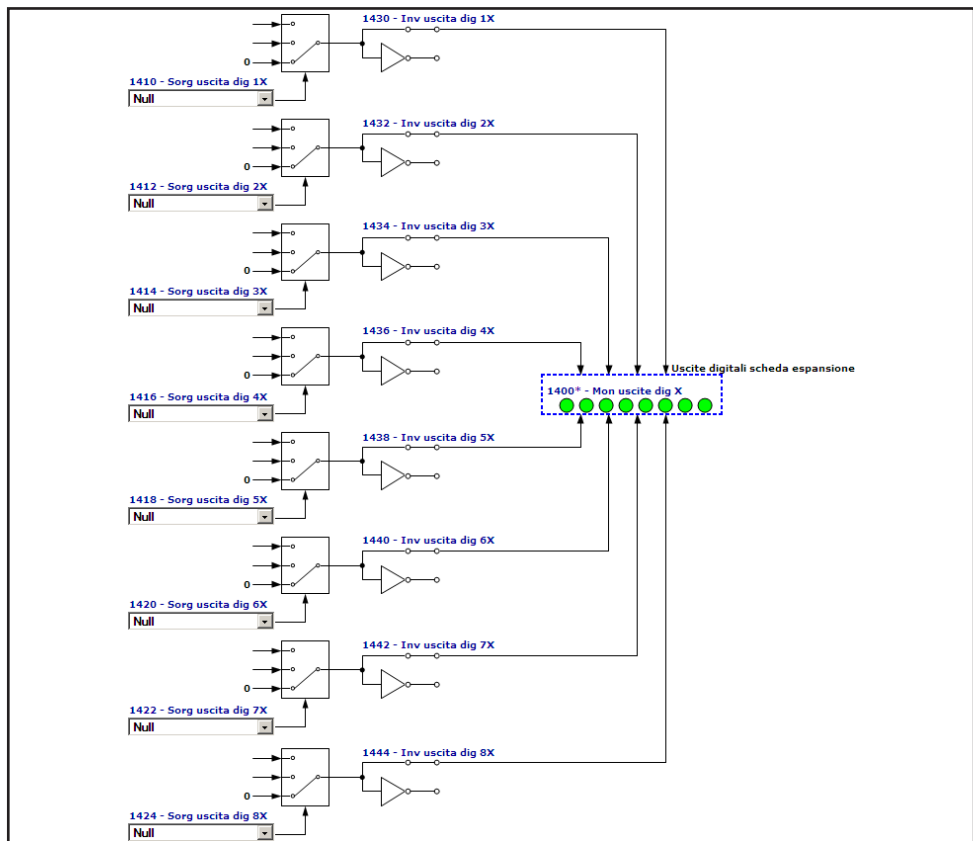 1430 - Inv uscita dig 1X
0
1410 - Sorg uscita dig 1X
Null
1432 - Inv uscita dig 2X
0
1412 - Sorg uscita dig 2X
Null
1434 - Inv uscita dig 3X
0
1414 - Sorg uscita dig 3X
Null
1436 - Inv uscita dig 4X
0
1416 - Sorg uscita dig 4X
Null
Uscite digitali scheda espansione
1400* - Mon uscite dig X
1438 - Inv uscita dig 5X
0
1418 - Sorg uscita dig 5X
Null
1440 - Inv uscita dig 6X
0
1420 - Sorg uscita dig 6X
Null
1442 - Inv uscita dig 7X
0
1422 - Sorg uscita dig 7X
Null
1444 - Inv uscita dig 8X
0
1424 - Sorg uscita dig 8X
Null